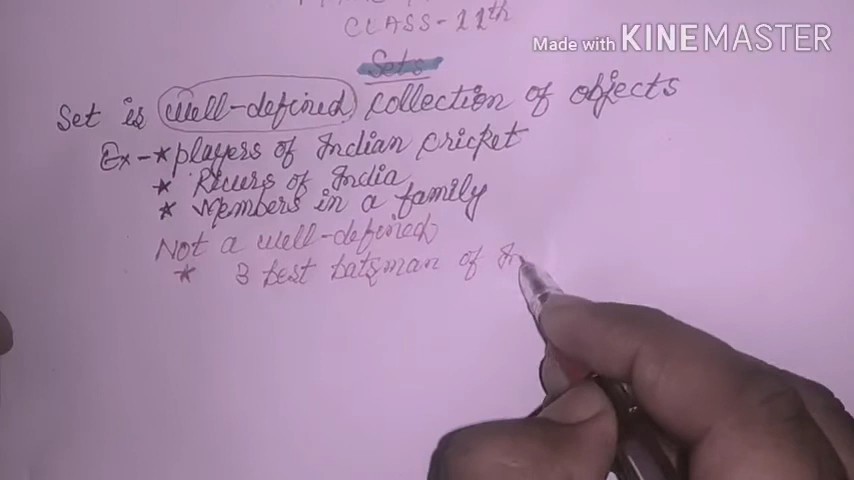 CLASS-11th
Made with KINEMASTER
Sets
Set is well-defined collection of objects
Ex - * players of Indian cricket
* Rivers of India
* Members in a family
Not a well-defined
* 3 best batsman of In